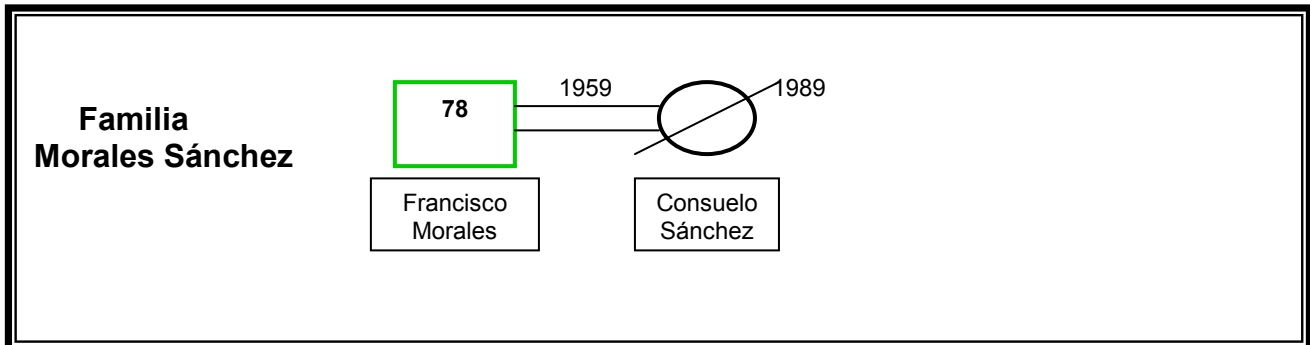 Familia
Morales Sánchez
78
1959
1989
Francisco
Morales
Consuelo
Sánchez